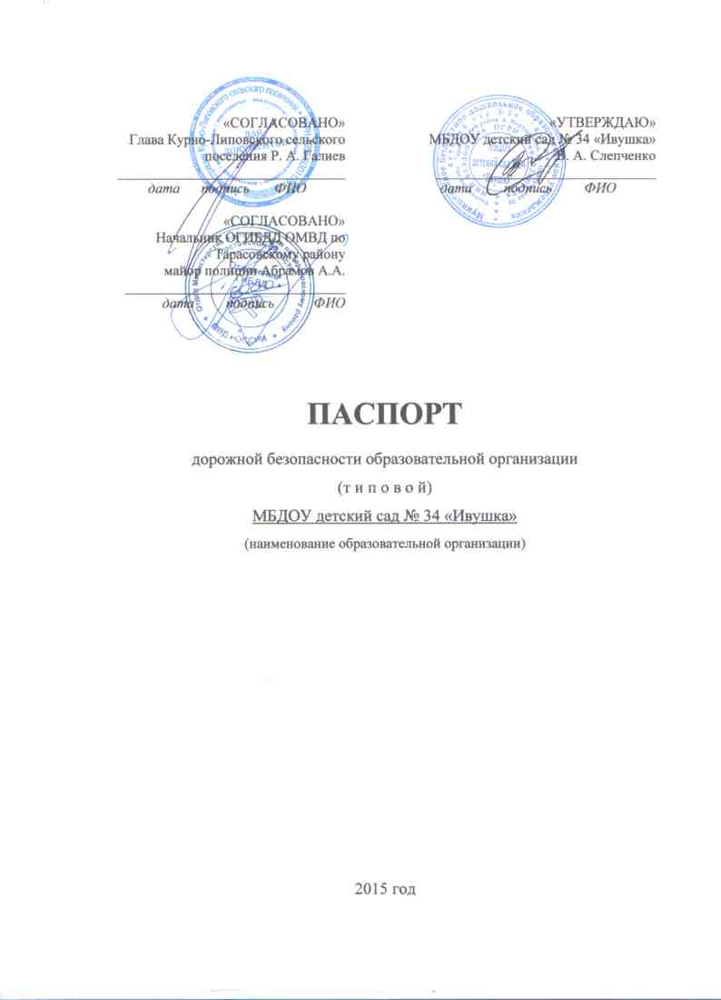 «СОГЛАСОВАНО»
Глава Курно-Липовского сельского
поселения Р. А. Галиев
дата подпись ФИО
«УТВЕРЖДАЮ»
МБДОУ детский сад № 34 «Ивушка»
В. А. Слепченко
дата подпись ФИО
«СОГЛАСОВАНО»
Начальник ОГИБДД ОМВД по
Тарасовскому району
майор полиции Абрамов А.А.
дата подпись ФИО
ПАСПОРТ
дорожной безопасности образовательной организации
(т и п о в о й)
МБДОУ детский сад № 34 «Ивушка»
(наименование образовательной организации)
2015 год